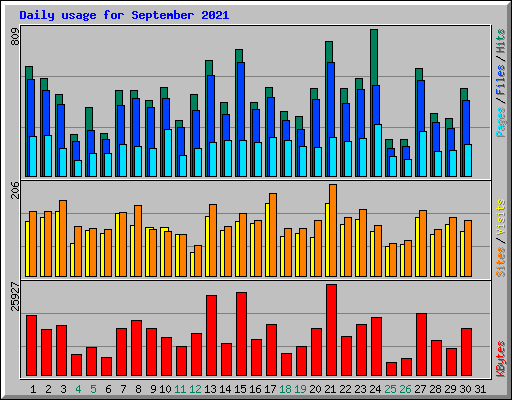 Daily usage for September 2021
809
Pages / Files / Hits
206
Sites / Visits
25927
KBytes
1 2 3 4 5 6 7 8 9 10 11 12 13 14 15 16 17 18 19 20 21 22 23 24 25 26 27 28 29 30 31